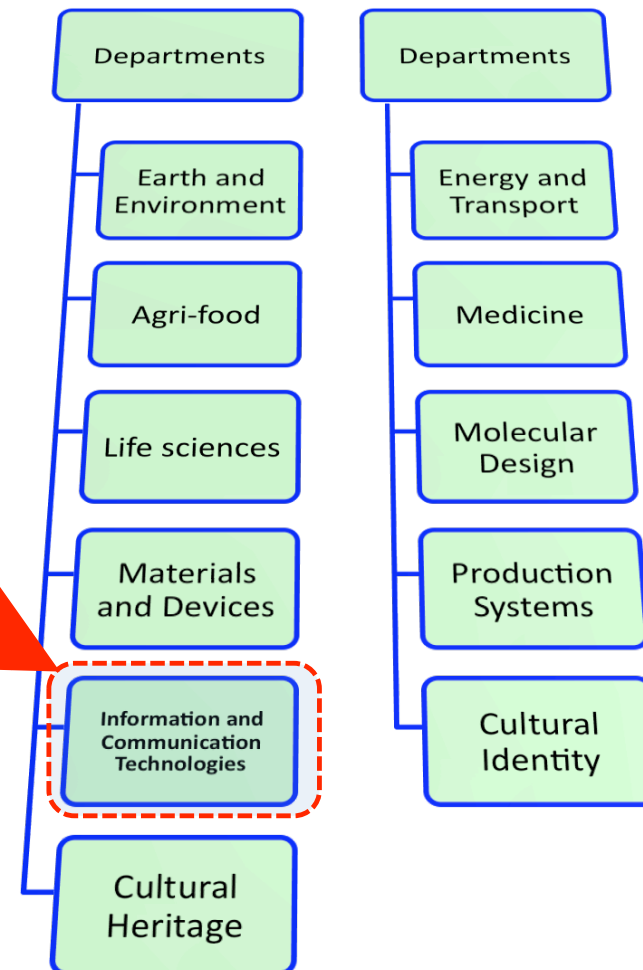 Departments
Earth and
Environment
Agri-food
Life sciences
Materials
and Devices
Information and
Communication
Technologies
Cultural
Heritage
Departments
Energy and
Transport
Medicine
Molecular
Design
Production
Systems
Cultural
Identity